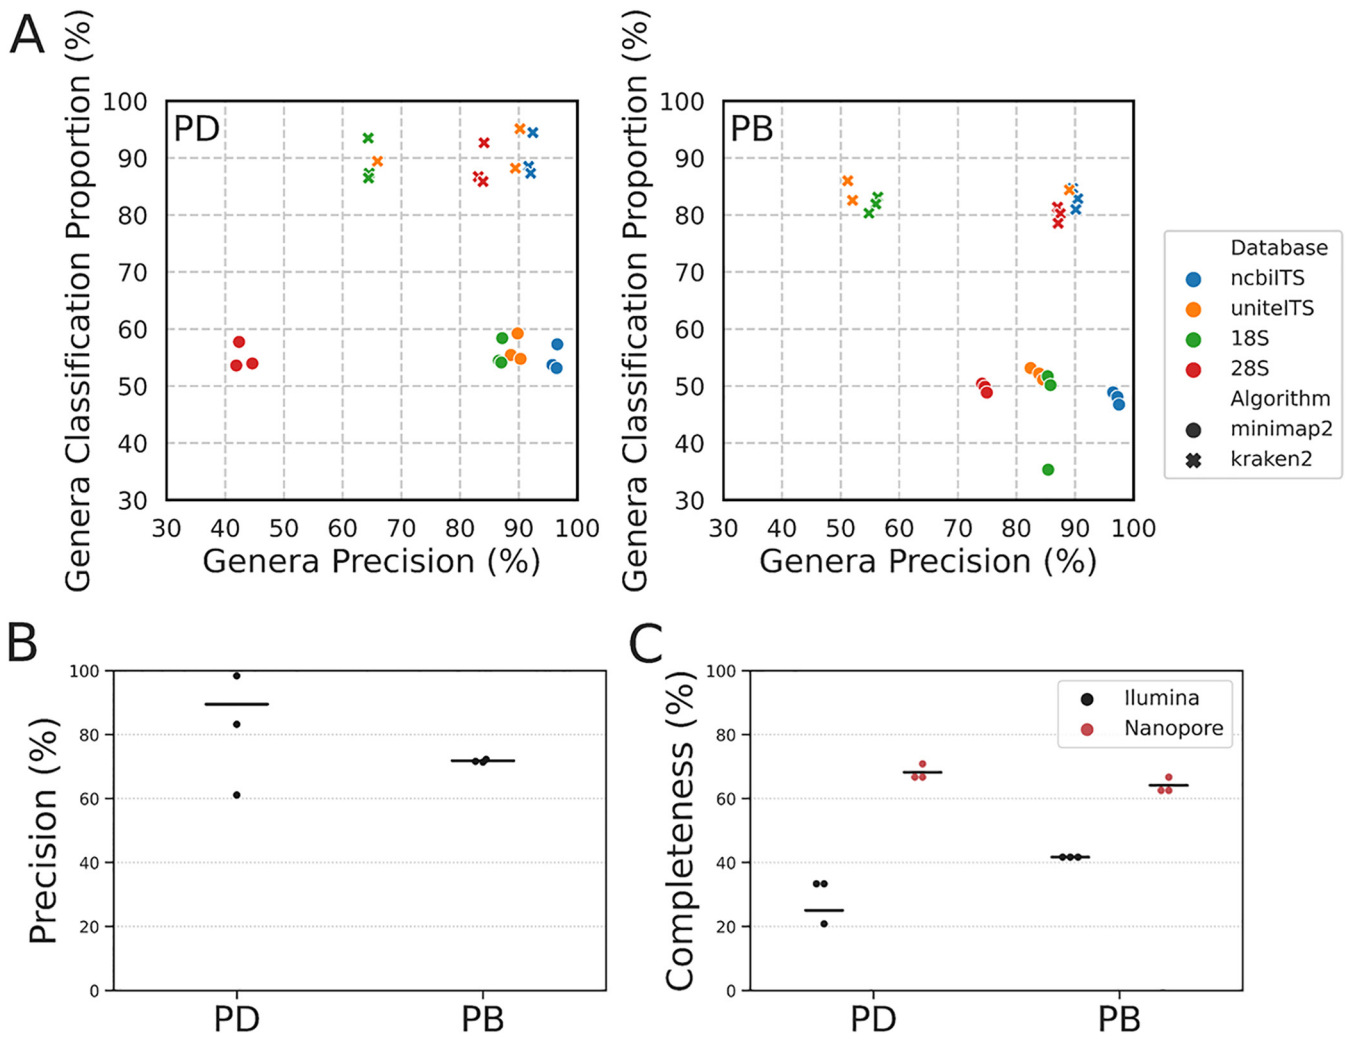 A
Genera Classification Proportion (%)
100
90
80
70
60
50
40
30
PD
30 40 50 60 70 80 90 100
Genera Precision (%)
Genera Classification Proportion (%)
100
90
80
70
60
50
40
30
PB
30 40 50 60 70 80 90 100
Genera Precision (%)
Database
ncbiITS
uniteITS
18S
28S
Algorithm
minimap2
kraken2
B
Precision (%)
100
80
60
40
20
0
PD PB
C
Completeness (%)
100
80
60
40
20
0
Ilumina
Nanopore
PD PB